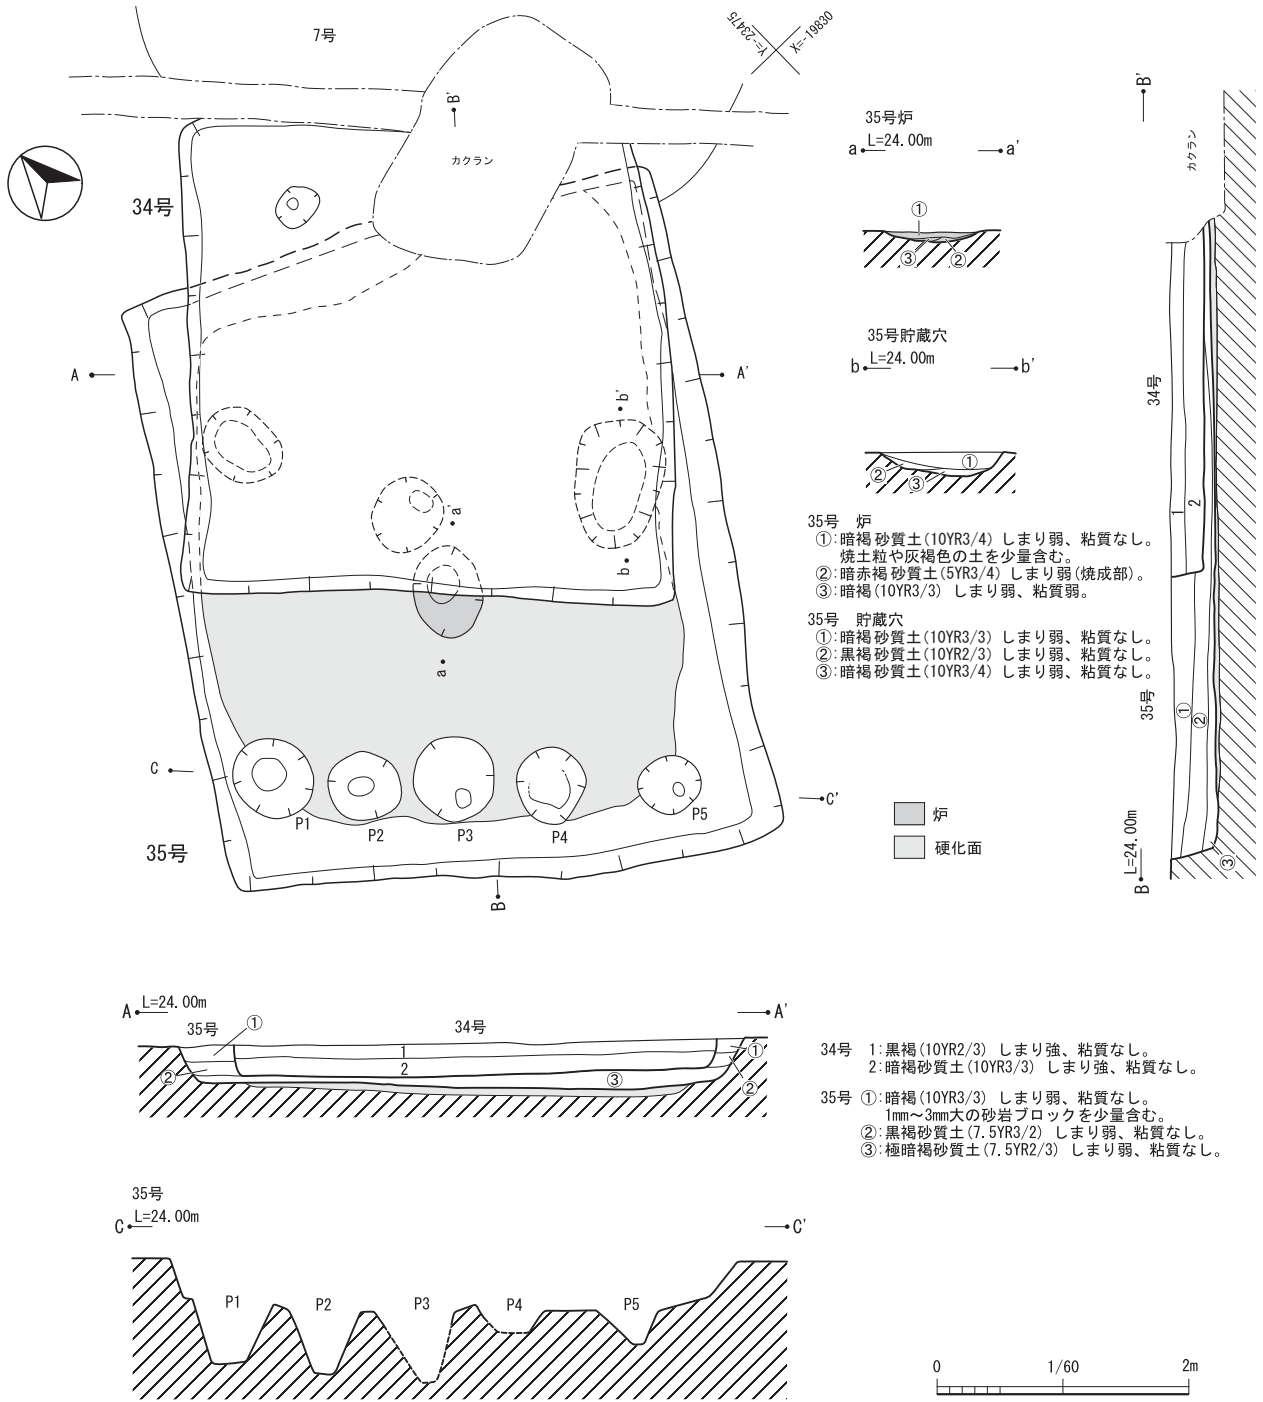 7号
Y=-23475
X=-19830
B'
カクラン
34号
A
A'
b'
a'
b
a
C
C'
P1
P2
P3
P4
P5
35号
B
35号炉
L=24.00m
a
a'
①
③
②
35号貯蔵穴
L=24.00m
b
b'
①
②
③
35号 炉
①:暗褐砂質土(10YR3/4) しまり弱、粘質なし。
焼土粒や灰褐色の土を少量含む。
②:暗赤褐砂質土(5YR3/4) しまり弱(焼成部)。
③:暗褐(10YR3/3) しまり弱、粘質弱。
35号 貯蔵穴
①:暗褐砂質土(10YR3/3) しまり弱、粘質なし。
②:黒褐砂質土(10YR2/3) しまり弱、粘質なし。
③:暗褐砂質土(10YR3/4) しまり弱、粘質なし。
炉
硬化面
B'
カクラン
34号
1
2
35号
①
②
③
L=24.00m
B
A
L=24.00m
A'
35号
①
34号
1
2
②
③
①
②
34号 1:黒褐(10YR2/3) しまり強、粘質なし。
2:暗褐砂質土(10YR3/3) しまり強、粘質なし。
35号 ①:暗褐(10YR3/3) しまり弱、粘質なし。
1mm～3mm大の砂岩ブロックを少量含む。
②:黒褐砂質土(7.5YR3/2) しまり弱、粘質なし。
③:極暗褐砂質土(7.5YR2/3) しまり弱、粘質なし。
35号
C
L=24.00m
C'
P1
P2
P3
P4
P5
0
1/60
2m